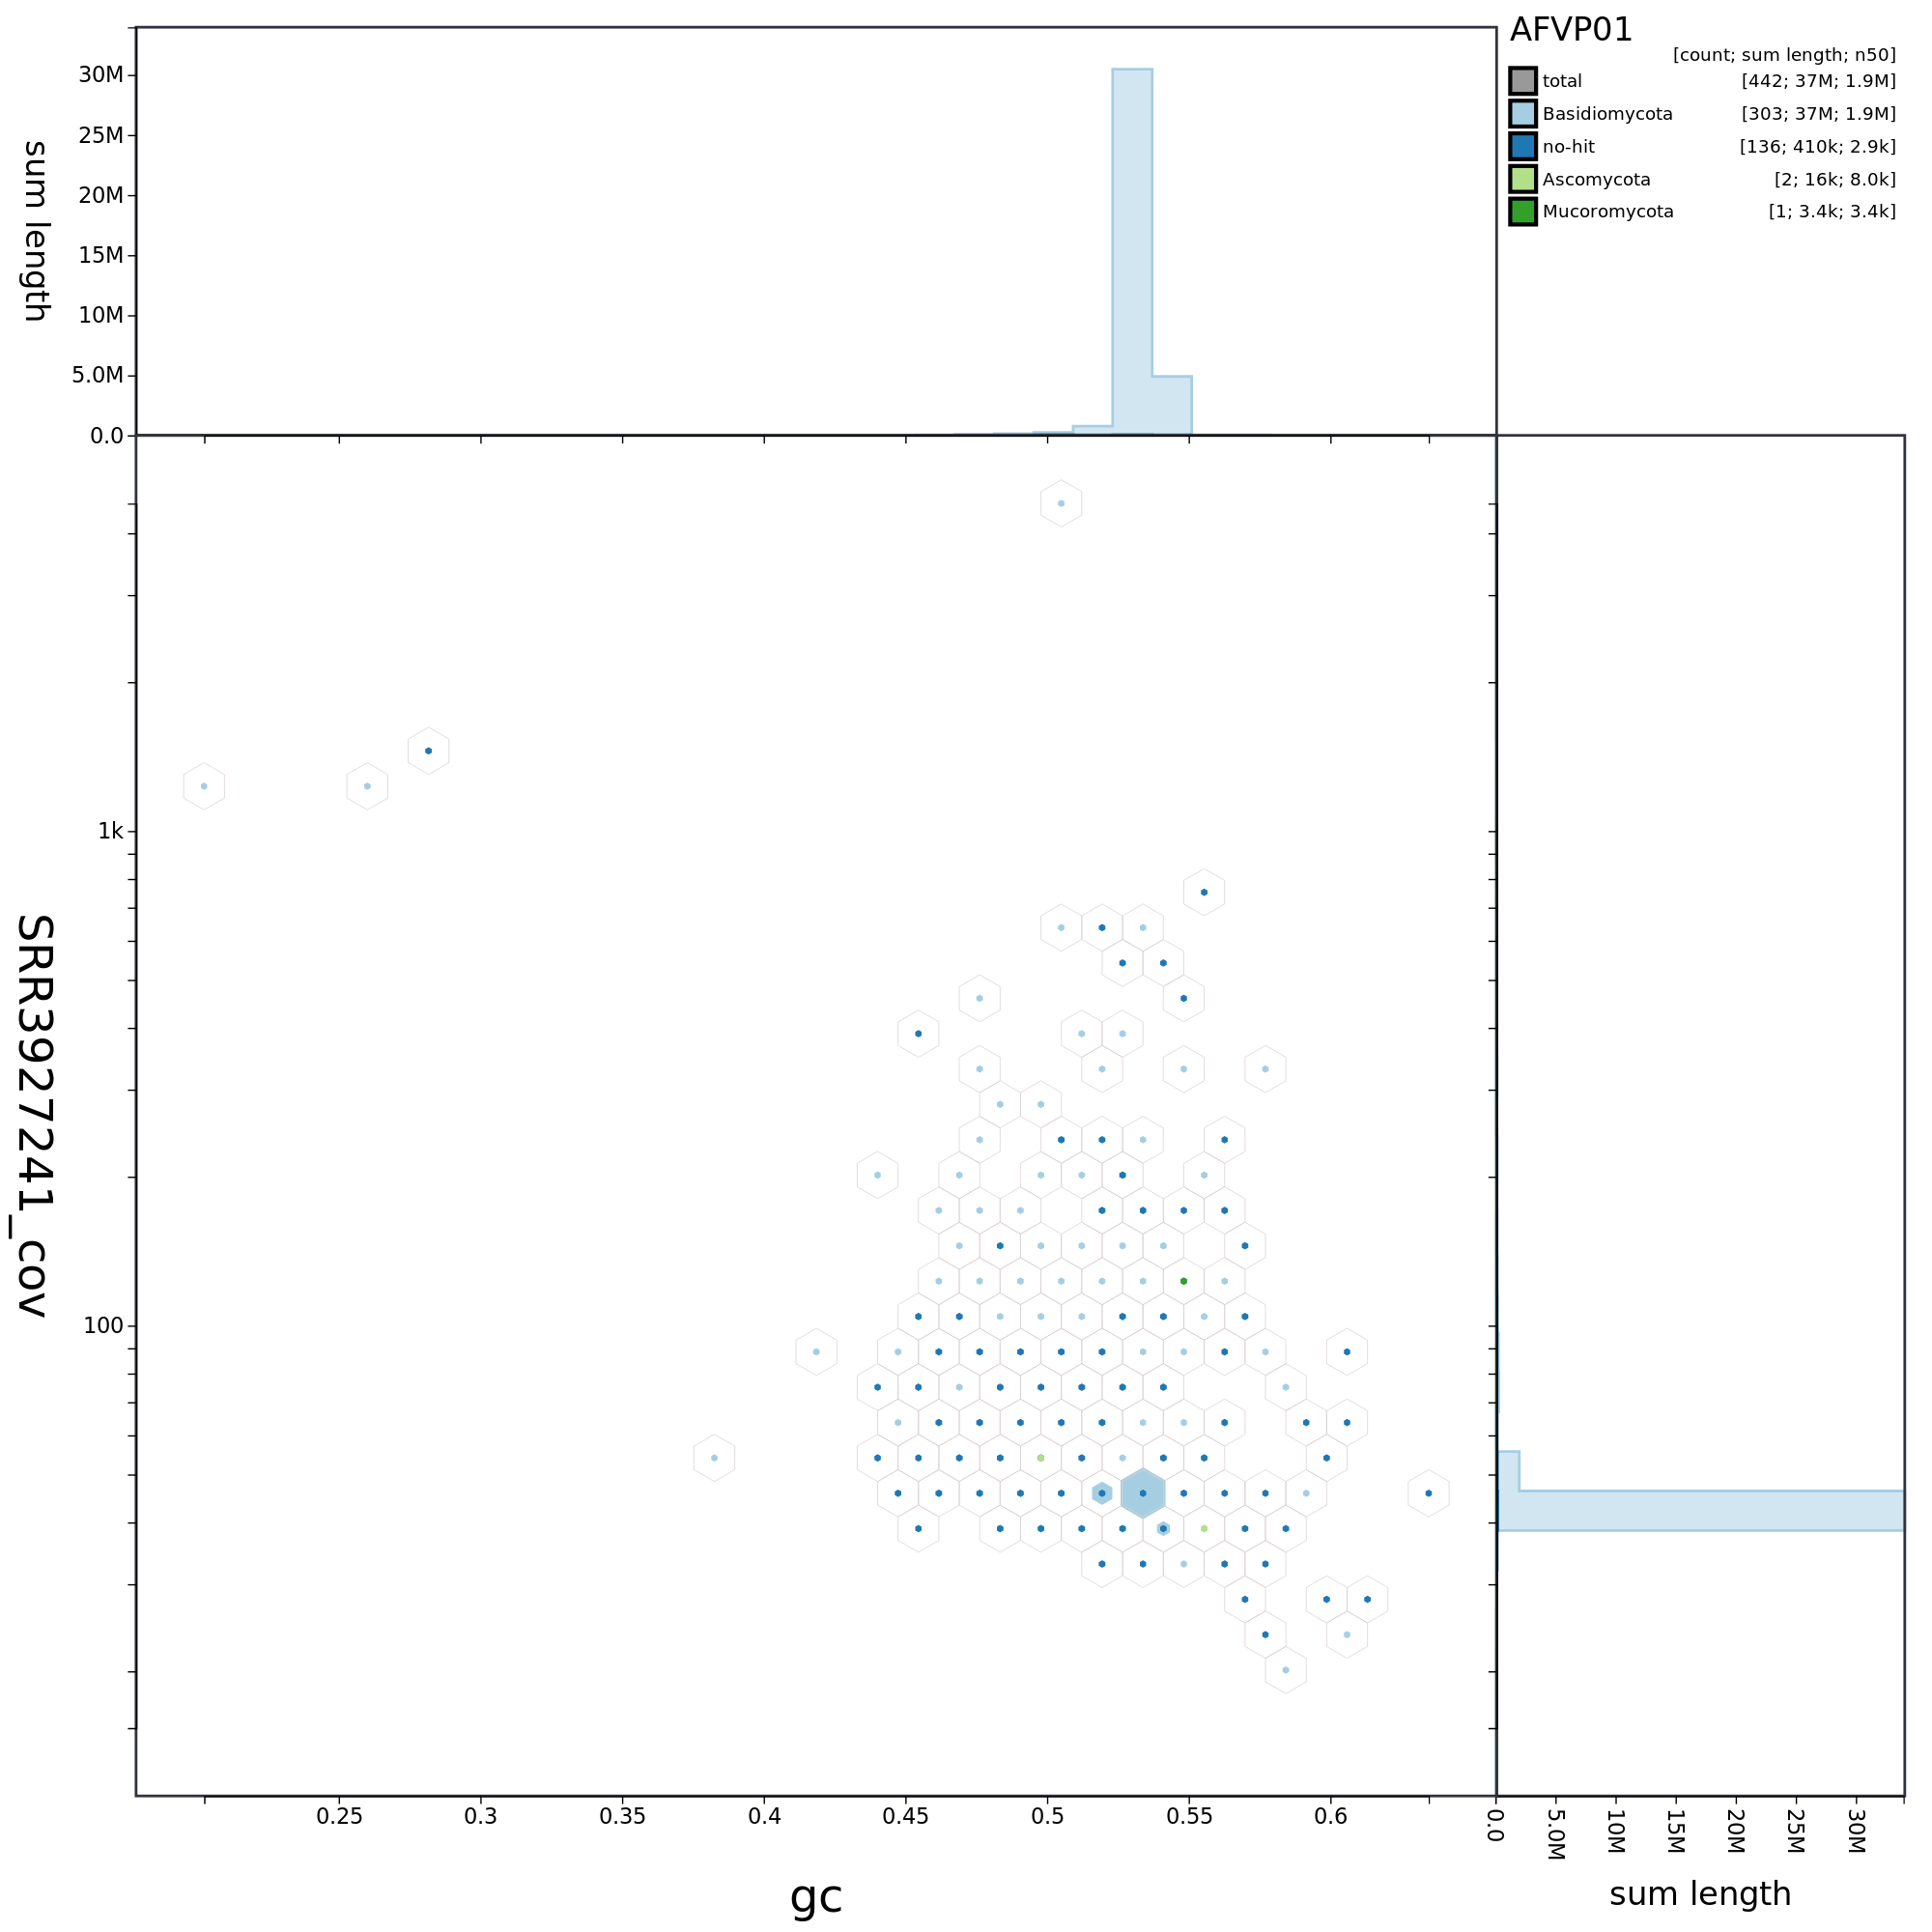 AFVP01
[count; sum length; n50]
total [442; 37M; 1.9M]
Basidiomycota [303; 37M; 1.9M]
no-hit [136; 410k; 2.9k]
Ascomycota [2; 16k; 8.0k]
Mucoromycota [1; 3.4k; 3.4k]
sum length
30M
25M
20M
15M
10M
5.0M
0.0
SRR3927241_cov
1k
100
0.25 0.3 0.35 0.4 0.45 0.5 0.55 0.6
gc
0.0 5.0M 10M 15M 20M 25M 30M
sum length